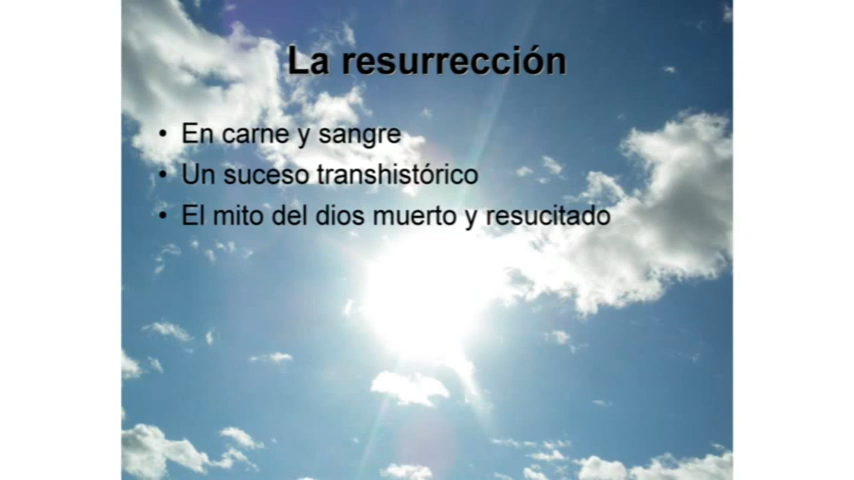 La resurrección
• En carne y sangre
• Un suceso transhistórico
• El mito del dios muerto y resucitado